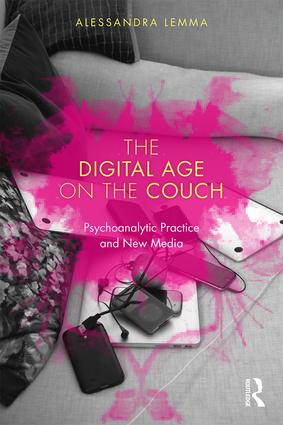 ALESSANDRA LEMMA
THE
DIGITAL AGE
ON THE COUCH
Psychoanalytic Practice
and New Media
ROUTLEDGE